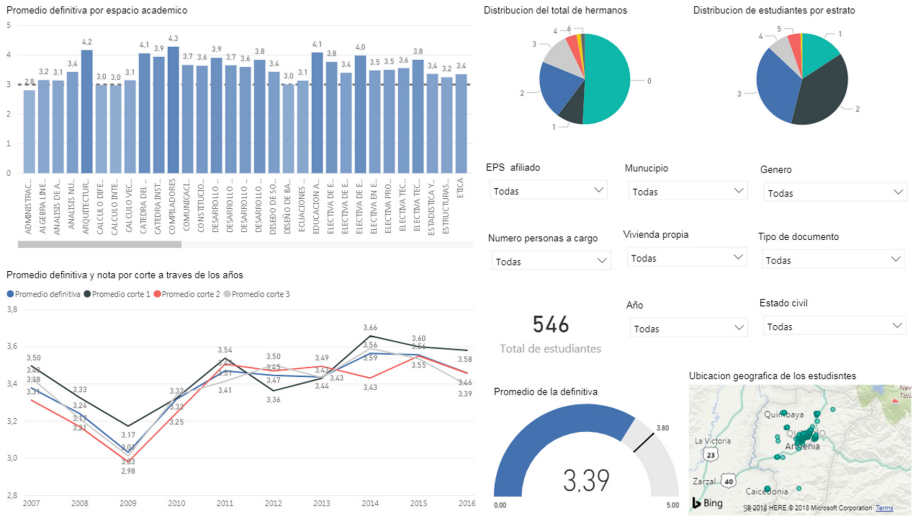 Promedio definitiva por espacio academico
5
4
3
2
1
0
2,8
3,2
3,1
3,4
4,2
3,0
3,0
3,1
4,1
3,9
4,3
3,7
3,6
3,9
3,7
3,6
3,8
3,4
3,0
3,1
4,1
3,8
3,4
4,0
3,5
3,5
3,6
3,8
3,4
3,2
3,4
ADMINISTRAC...
ALGEBRA LINE...
ANALISIS DE A...
ANALISIS NU...
ARQUITECTUR...
CALCULO DIFE...
CALCULO INTE...
CALCULO VEC...
CATEDRA DEL ...
CATEDRA INST...
COMPILADORES
COMUNICACI...
CONSTITUCIO...
DESARROLLO ...
DESARROLLO ...
DESARROLLO ...
DESARROLLO ...
DISEÑO DE SO...
DISEÑO DE BA...
ECUACIONES ...
EDUCACION A...
ELECTIVA DE E...
ELECTIVA DE E...
ELECTIVA DE E...
ELECTIVA EN E...
ELECTIVA PRO...
ELECTIVA TEC...
ELECTIVA TEC...
ESTADISTICA Y...
ESTRUCTURAS...
ETICA
Distribucion del total de hermanos
4
6
3
2
1
0
Distribucion de estudiantes por estrato
5
4
1
3
2
EPS afiliado
Todas
Municipio
Todas
Genero
Todas
Numero personas a cargo
Todas
Vivienda propia
Todas
Tipo de documento
Todas
Promedio definitiva y nota por corte a traves de los años
Promedio definitiva Promedio corte 1 Promedio corte 2 Promedio corte 3
3,8
3,6
3,4
3,2
3,0
2,8
3.50
3.38
3.31
3.33
3.24
3.21
3.17
3.03
2.98
3.32
3.25
3.54
3.41
3.50
3.47
3.36
3.49
3.44
3.43
3.66
3.56
3.59
3.43
3.60
3.55
3.58
3.46
3.39
2007
2008
2009
2010
2011
2012
2013
2014
2015
2016
546
Total de estudiantes
Año
Todas
Estado civil
Todas
Promedio de la definitiva
3.80
3,39
0.00
5.00
Ubicacion geografica de los estudisntes
Quimbaya
La Victoria
Armenia
23
Zarzal
40
Caicedonia
Bing
© 2018 HERE, © 2018 Microsoft Corporation Terms